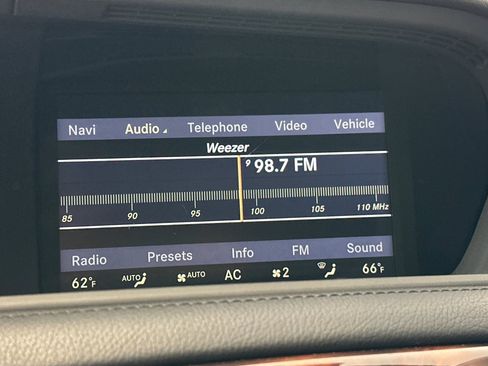 Navi Audio Telephone Video Vehicle
Weezer
9 98.7 FM
85 90 95 100 105 110 MHz
Radio Presets Info FM Sound
62°F AUTO AUTO AC 2 66°F